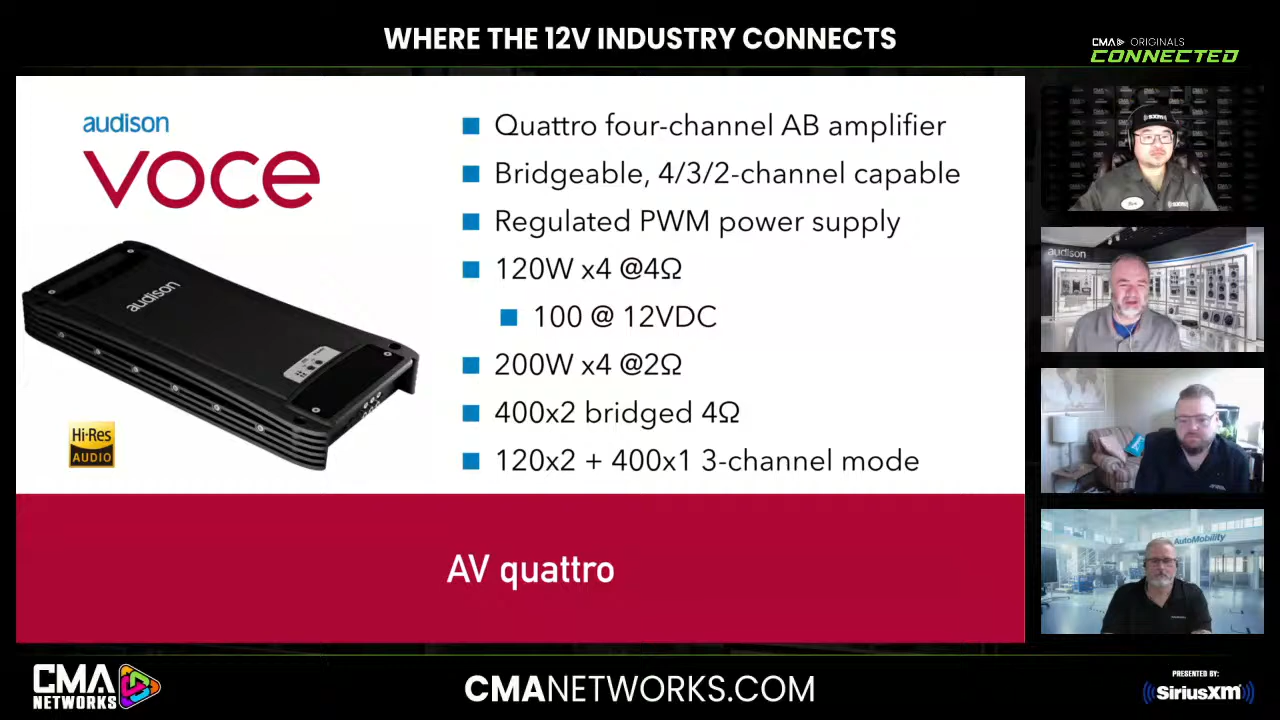 WHERE THE 12V INDUSTRY CONNECTS
CMA ORIGINALS
CONNECTED
audison
voce
audison
Hi-Res
AUDIO
Quattro four-channel AB amplifier
Bridgeable, 4/3/2-channel capable
Regulated PWM power supply
120W x4 @4Ω
100 @ 12VDC
200W x4 @2Ω
400x2 bridged 4Ω
120x2 + 400x1 3-channel mode
AV quattro
SXM
audison
AutoMobility
CMA
NETWORKS
CMANETWORKS.COM
PRESENTED BY:
SiriusXM